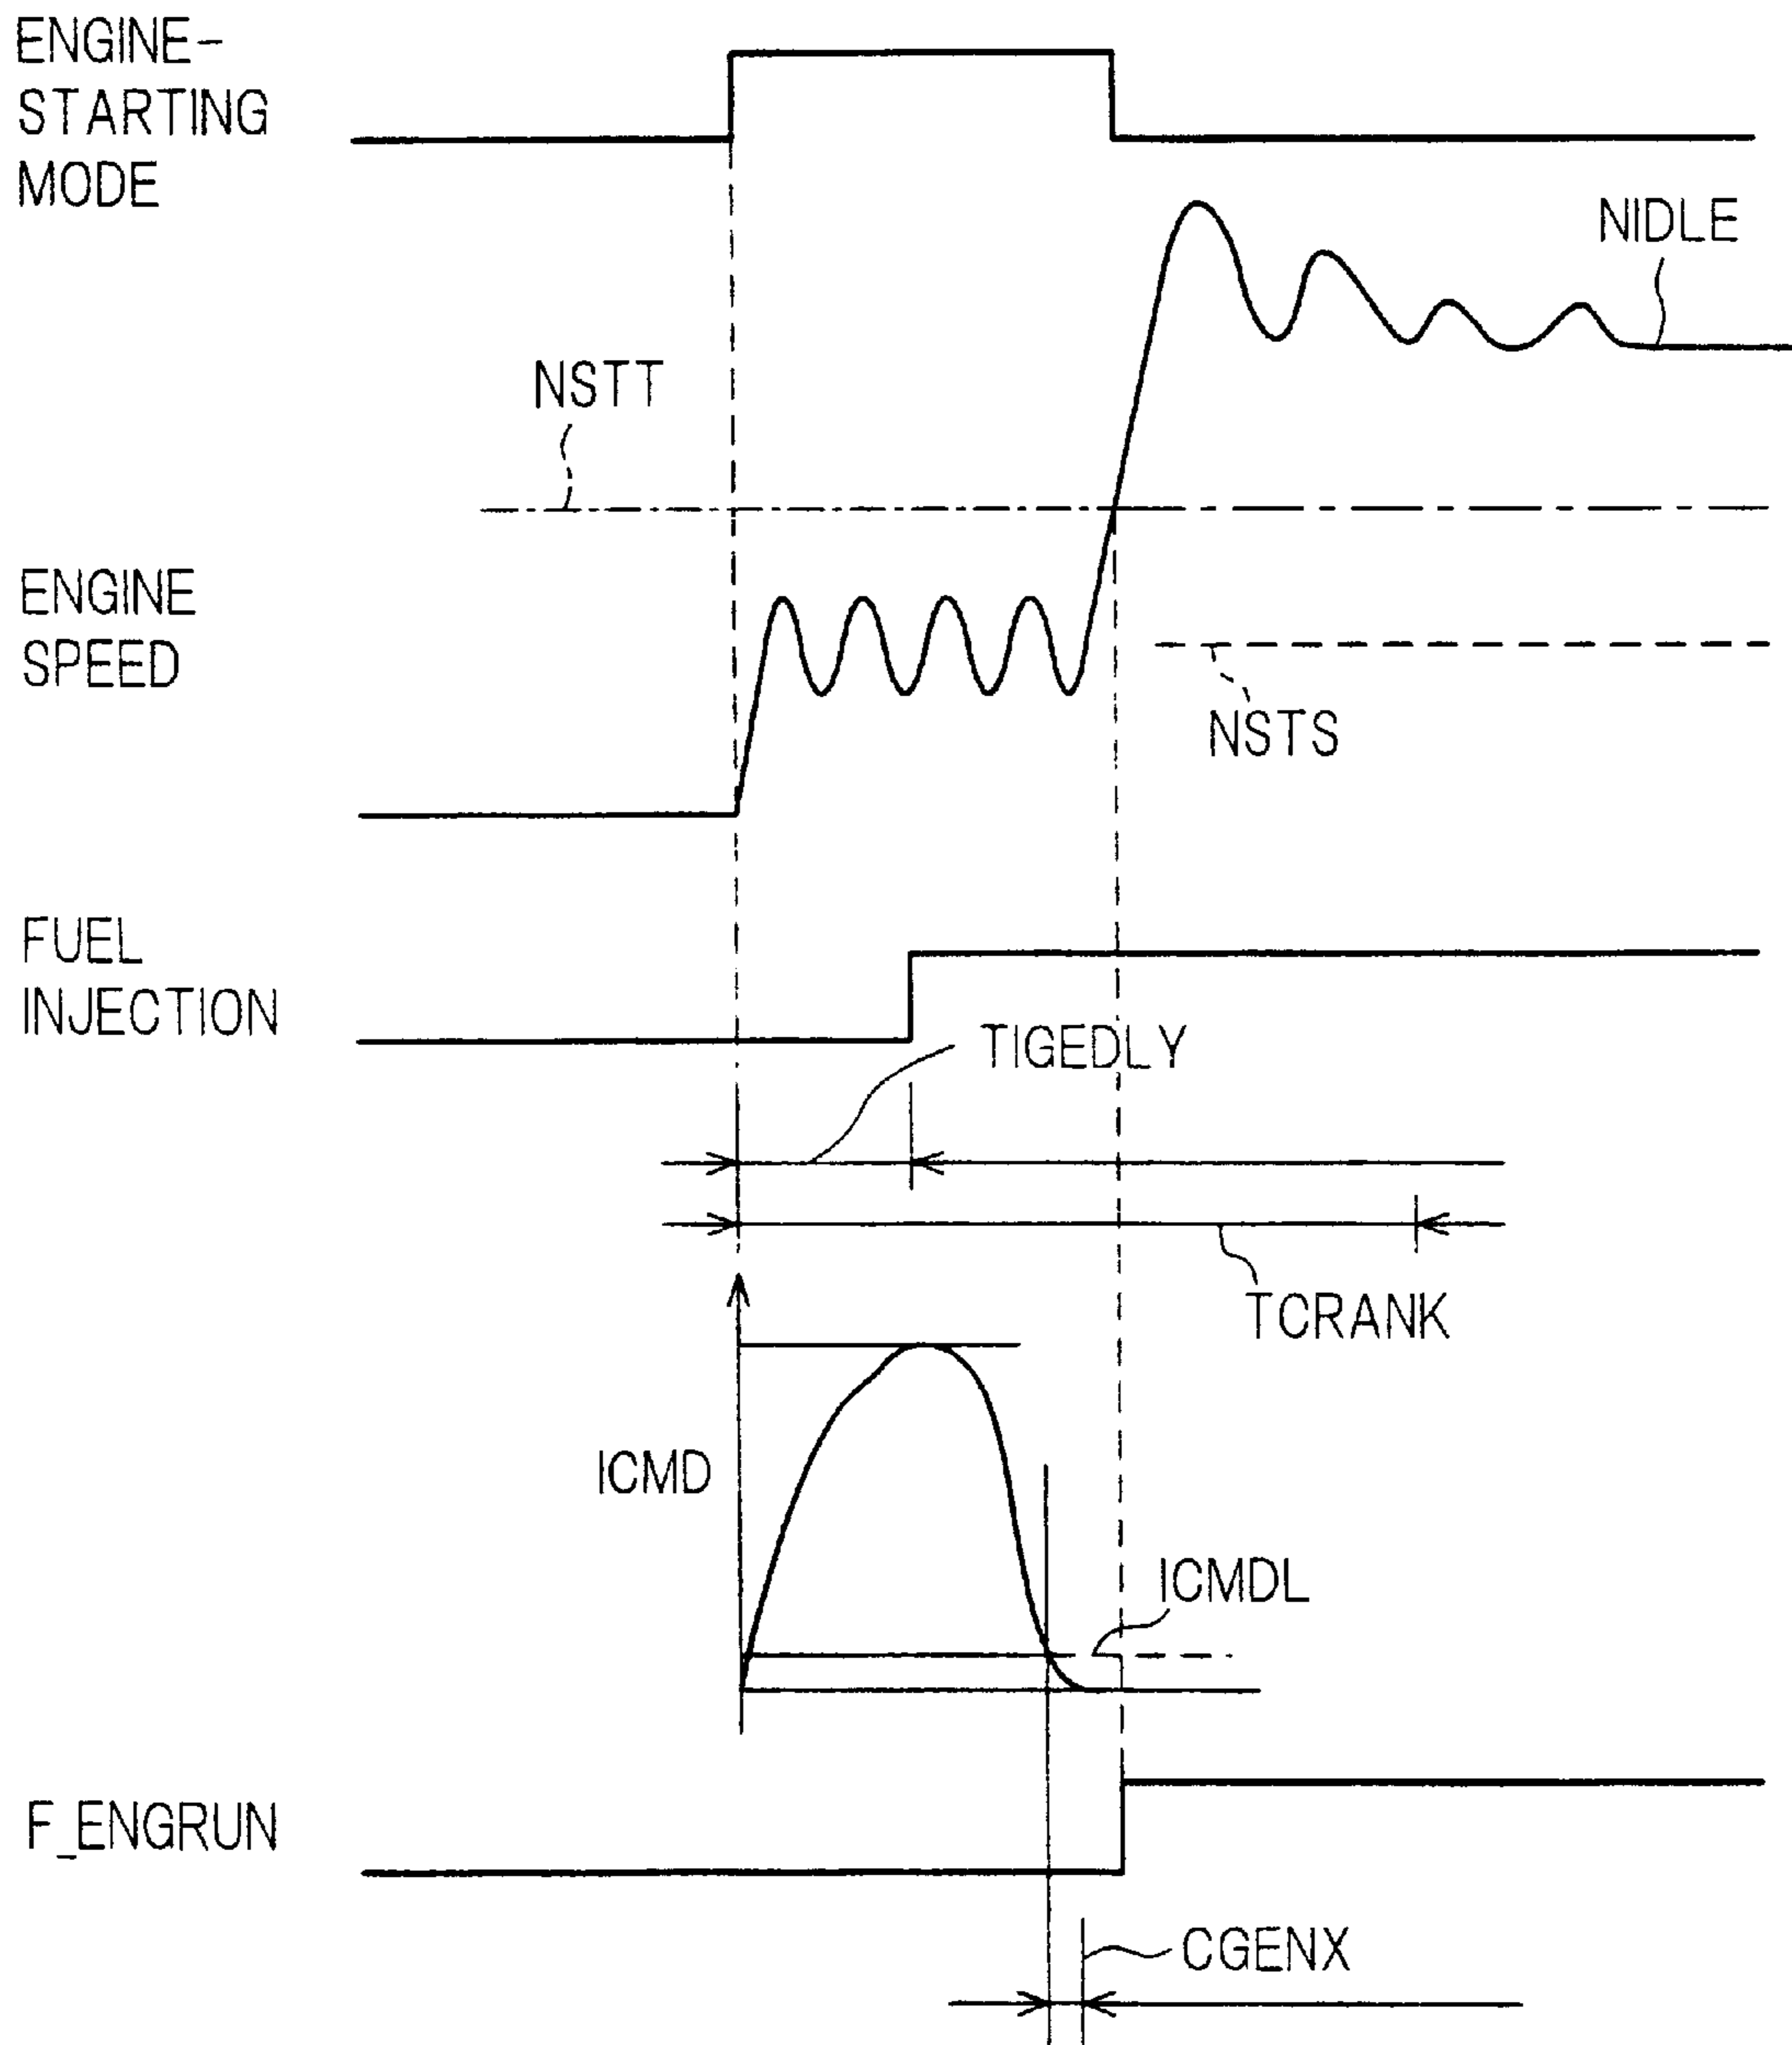 ENGINE-
STARTING
MODE
NIDLE
NSTT
ENGINE
SPEED
NSTS
FUEL
INJECTION
TIGEDLY
TCRANK
ICMD
ICMDL
F_ENGRUN
CGENX